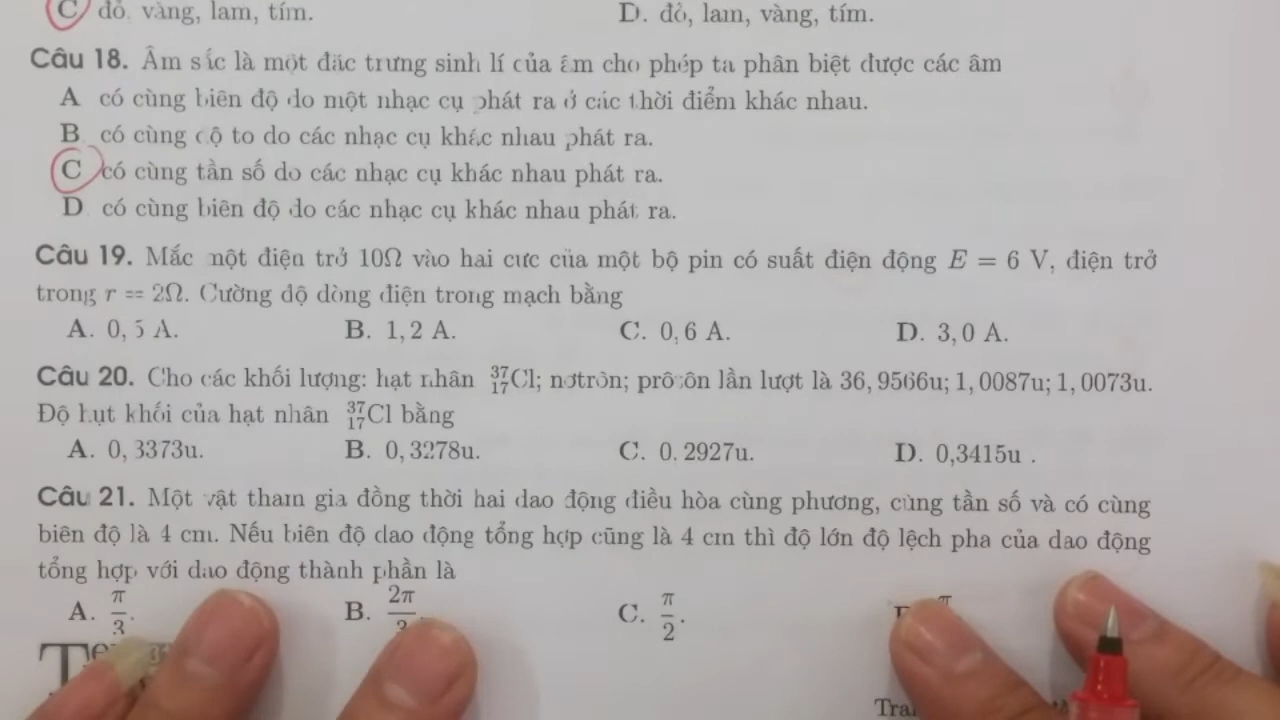 C đỏ, vàng, lam, tím. D. đỏ, lam, vàng, tím.
Câu 18. Âm sắc là một đặc trưng sinh lí của âm cho phép ta phân biệt được các âm
A có cùng biên độ do một nhạc cụ phát ra ở các thời điểm khác nhau.
B có cùng độ to do các nhạc cụ khác nhau phát ra.
C có cùng tần số do các nhạc cụ khác nhau phát ra.
D có cùng biên độ do các nhạc cụ khác nhau phát ra.
Câu 19. Mắc một điện trở 10Ω vào hai cực của một bộ pin có suất điện động E = 6 V, điện trở
trong r = 2Ω. Cường độ dòng điện trong mạch bằng
A. 0, 5 A. B. 1, 2 A. C. 0, 6 A. D. 3, 0 A.
Câu 20. Cho các khối lượng: hạt nhân ³⁷₁₇Cl; nơtrôn; prôtôn lần lượt là 36, 9566u; 1, 0087u; 1, 0073u.
Độ hụt khối của hạt nhân ³⁷₁₇Cl bằng
A. 0, 3373u. B. 0, 3278u. C. 0, 2927u. D. 0,3415u .
Câu 21. Một vật tham gia đồng thời hai dao động điều hòa cùng phương, cùng tần số và có cùng
biên độ là 4 cm. Nếu biên độ dao động tổng hợp cũng là 4 cm thì độ lớn độ lệch pha của dao động
tổng hợp với dao động thành phần là
A. π/3. B. 2π/3 C. π/2. π